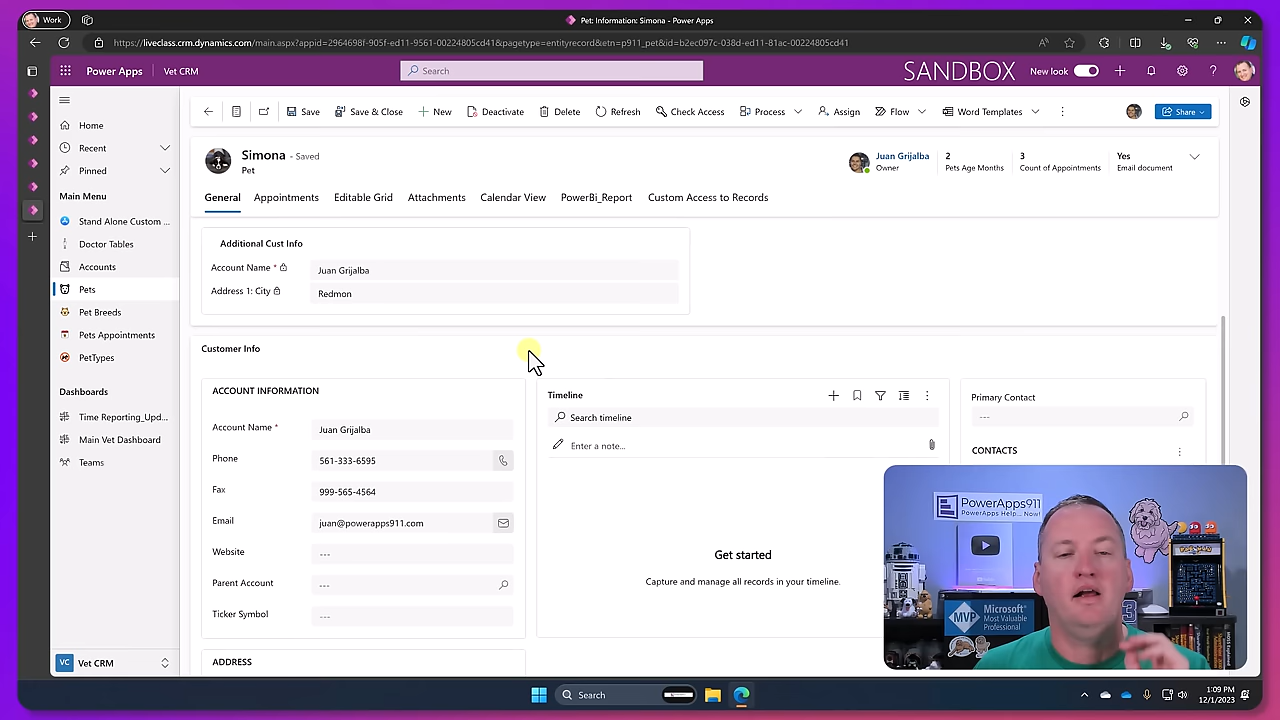 Work
Pet: Information: Simona - Power Apps
https://liveclass.crm.dynamics.com/main.aspx?appid=2964698f-905f-ed11-9561-00224805cd41&pagetype=entityrecord&etn=p911_pet&id=b2ec097c-038d-ed11-81ac-00224805cd41
Power Apps
Vet CRM
Search
SANDBOX
New look
Save
Save & Close
New
Deactivate
Delete
Refresh
Check Access
Process
Assign
Flow
Word Templates
Share
Home
Recent
Pinned
Main Menu
Stand Alone Custom ...
Doctor Tables
Accounts
Pets
Pet Breeds
Pets Appointments
PetTypes
Dashboards
Time Reporting_Upd...
Main Vet Dashboard
Teams
VC
Vet CRM
Simona - Saved
Pet
Juan Grijalba
Owner
2
Pets Age Months
3
Count of Appointments
Yes
Email document
General
Appointments
Editable Grid
Attachments
Calendar View
PowerBi_Report
Custom Access to Records
Additional Cust Info
Account Name *
Juan Grijalba
Address 1: City
Redmon
Customer Info
ACCOUNT INFORMATION
Account Name *
Juan Grijalba
Phone
561-333-6595
Fax
999-565-4564
Email
juan@powerapps911.com
Website
---
Parent Account
---
Ticker Symbol
---
ADDRESS
Timeline
Search timeline
Enter a note...
Get started
Capture and manage all records in your timeline.
Primary Contact
---
CONTACTS
PowerApps911
PowerApps Help... Now!
MVP
Microsoft
Most Valuable
Professional
3
Search
1:09 PM
12/1/2023